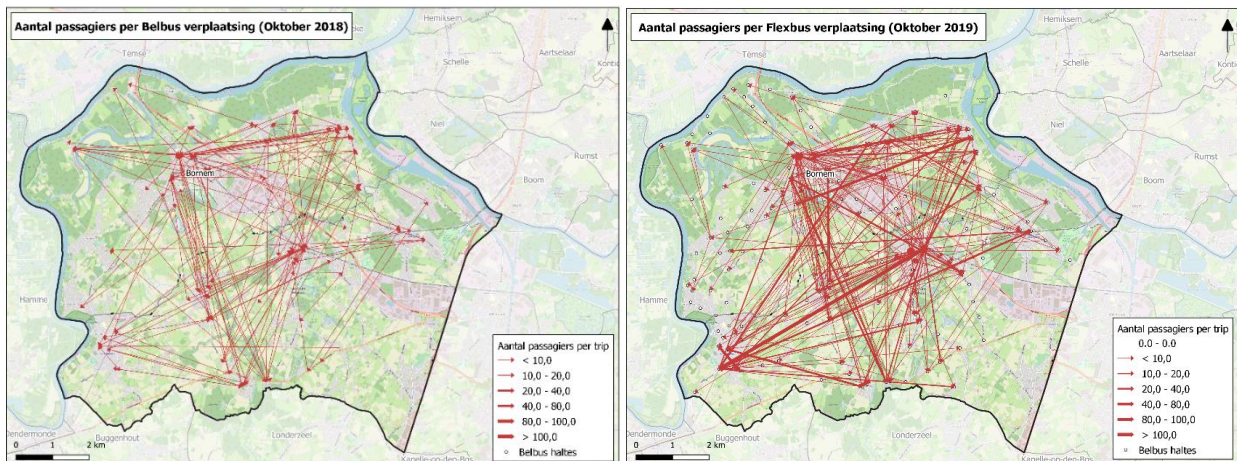 Aantal passagiers per Belbus verplaatsing (Oktober 2018)
Hemiksem
Temse
Schelle
Aartselaar
Niel
Rumst
Boom
Bornem
Hamme
Buggenhout
Londerzeel
Aantal passagiers per trip
< 10,0
10,0 - 20,0
20,0 - 40,0
40,0 - 80,0
80,0 - 100,0
> 100,0
Belbus haltes
0 1 2 km
Aantal passagiers per Flexbus verplaatsing (Oktober 2019)
Hemiksem
Temse
Schelle
Aartselaar
Niel
Rumst
Boom
Bornem
Hamme
Dendermonde
Buggenhout
Londerzeel
Aantal passagiers per trip
0.0 - 0.0
< 10,0
10,0 - 20,0
20,0 - 40,0
40,0 - 80,0
80,0 - 100,0
> 100,0
Belbus haltes
0 1 2 km